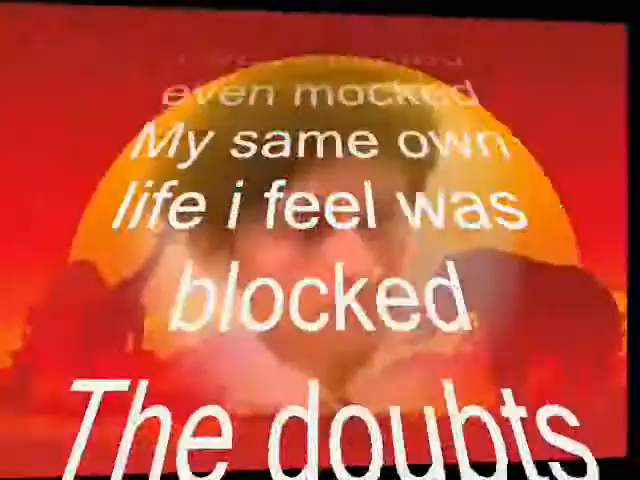 even mocked
My same own
life i feel was
blocked
The doubts